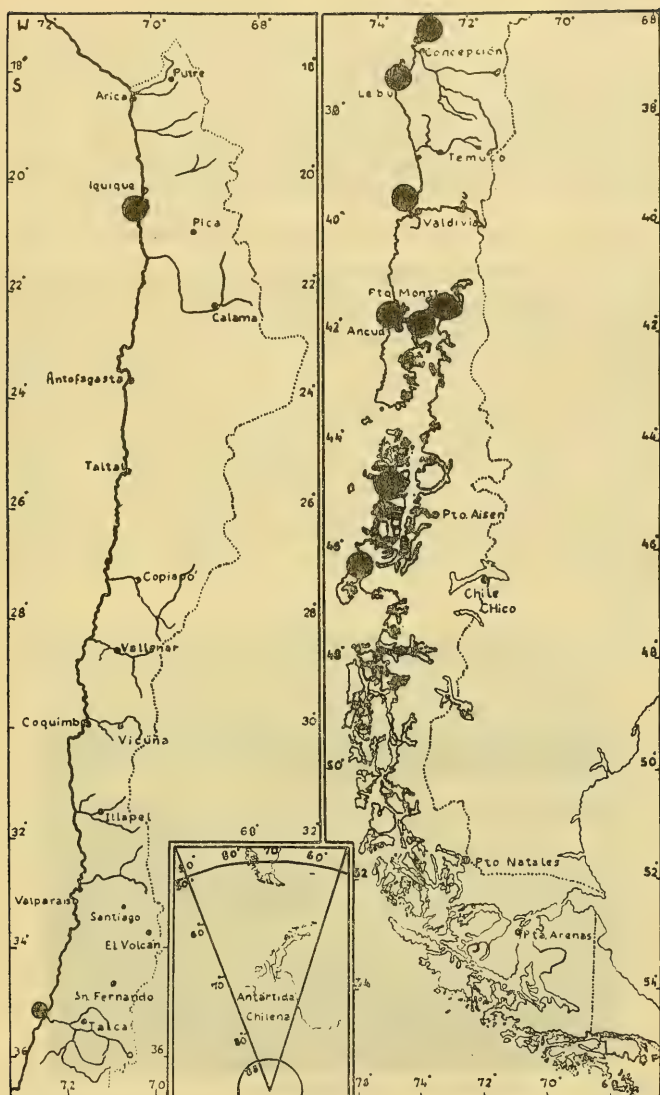 W 72° 70° 68°
18° S
Putre
Arica
20°
Iquique
Pica
22°
Calama
24°
Antofagasta
Taltal
26°
Copiapó
28°
Vallenar
Coquimbo
Vicuña
30°
Illapel
32°
Valparaiso
Santiago
El Volcan
34°
Sn. Fernando
Talca
36° 36°
72° 70°
74° 72° 70° 68°
18°
Concepción
Lebu
38° 38°
20°
Temuco
40° 40°
Valdivia
22°
Pto Montt
42° 42°
Ancud
24°
44° 44°
26°
Pto. Aisen
46° 46°
Chile
CHico
28°
48° 48°
30°
50° 50°
32°
52° 52°
Pto Natales
Pta. Arenas
54°
72° 70° 68°
90° 80° 70° 60°
60°
70°
80°
Antártida
Chilena